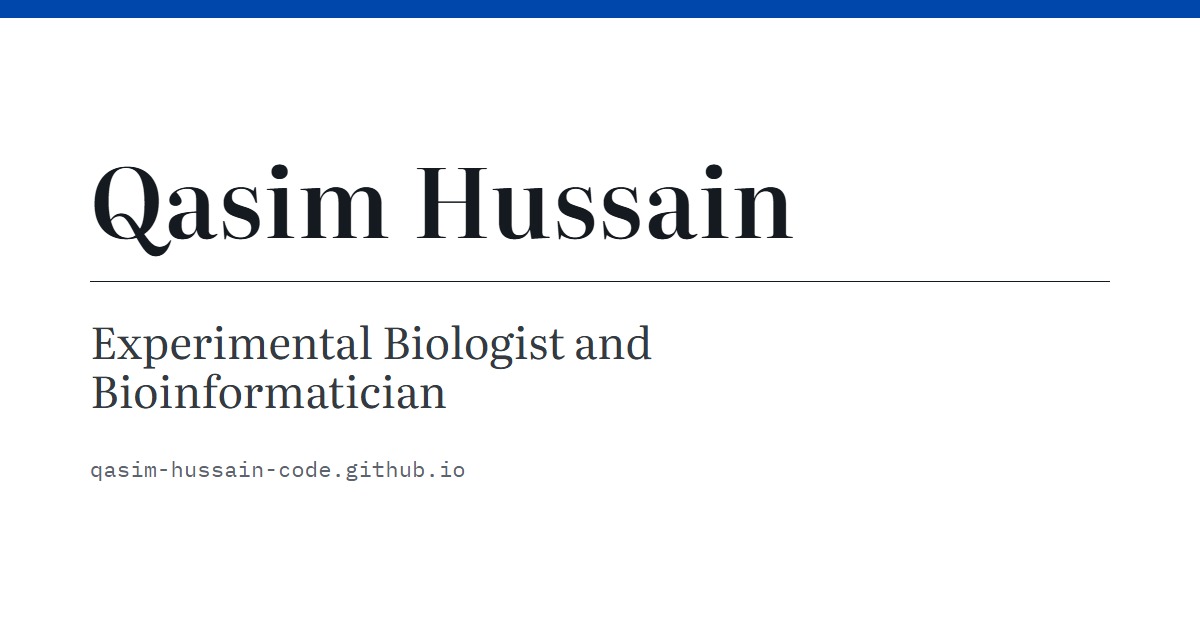 Qasim Hussain
Experimental Biologist and
Bioinformatician
qasim-hussain-code.github.io